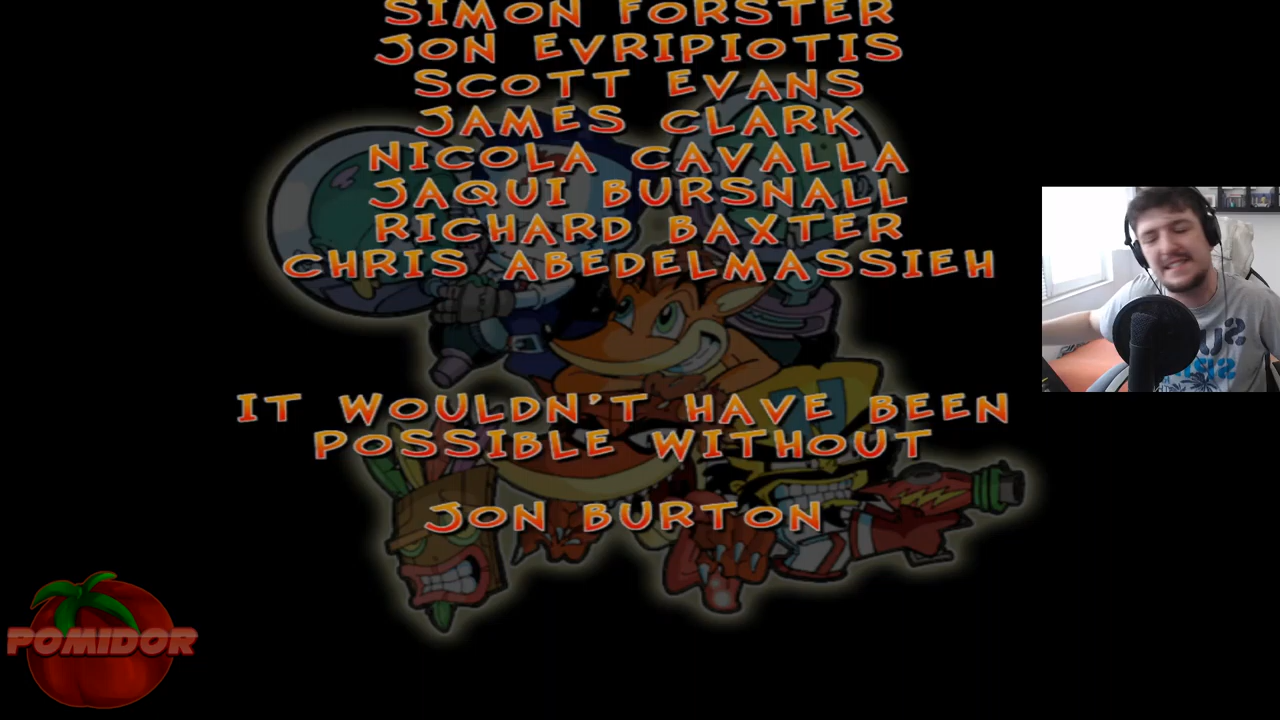 SIMON FORSTER
JON EVRIPIOTIS
SCOTT EVANS
JAMES CLARK
NICOLA CAVALLA
JAQUI BURSNALL
RICHARD BAXTER
CHRIS ABEDELMASSIEH
IT WOULDN'T HAVE BEEN
POSSIBLE WITHOUT
JON BURTON
POMIDOR